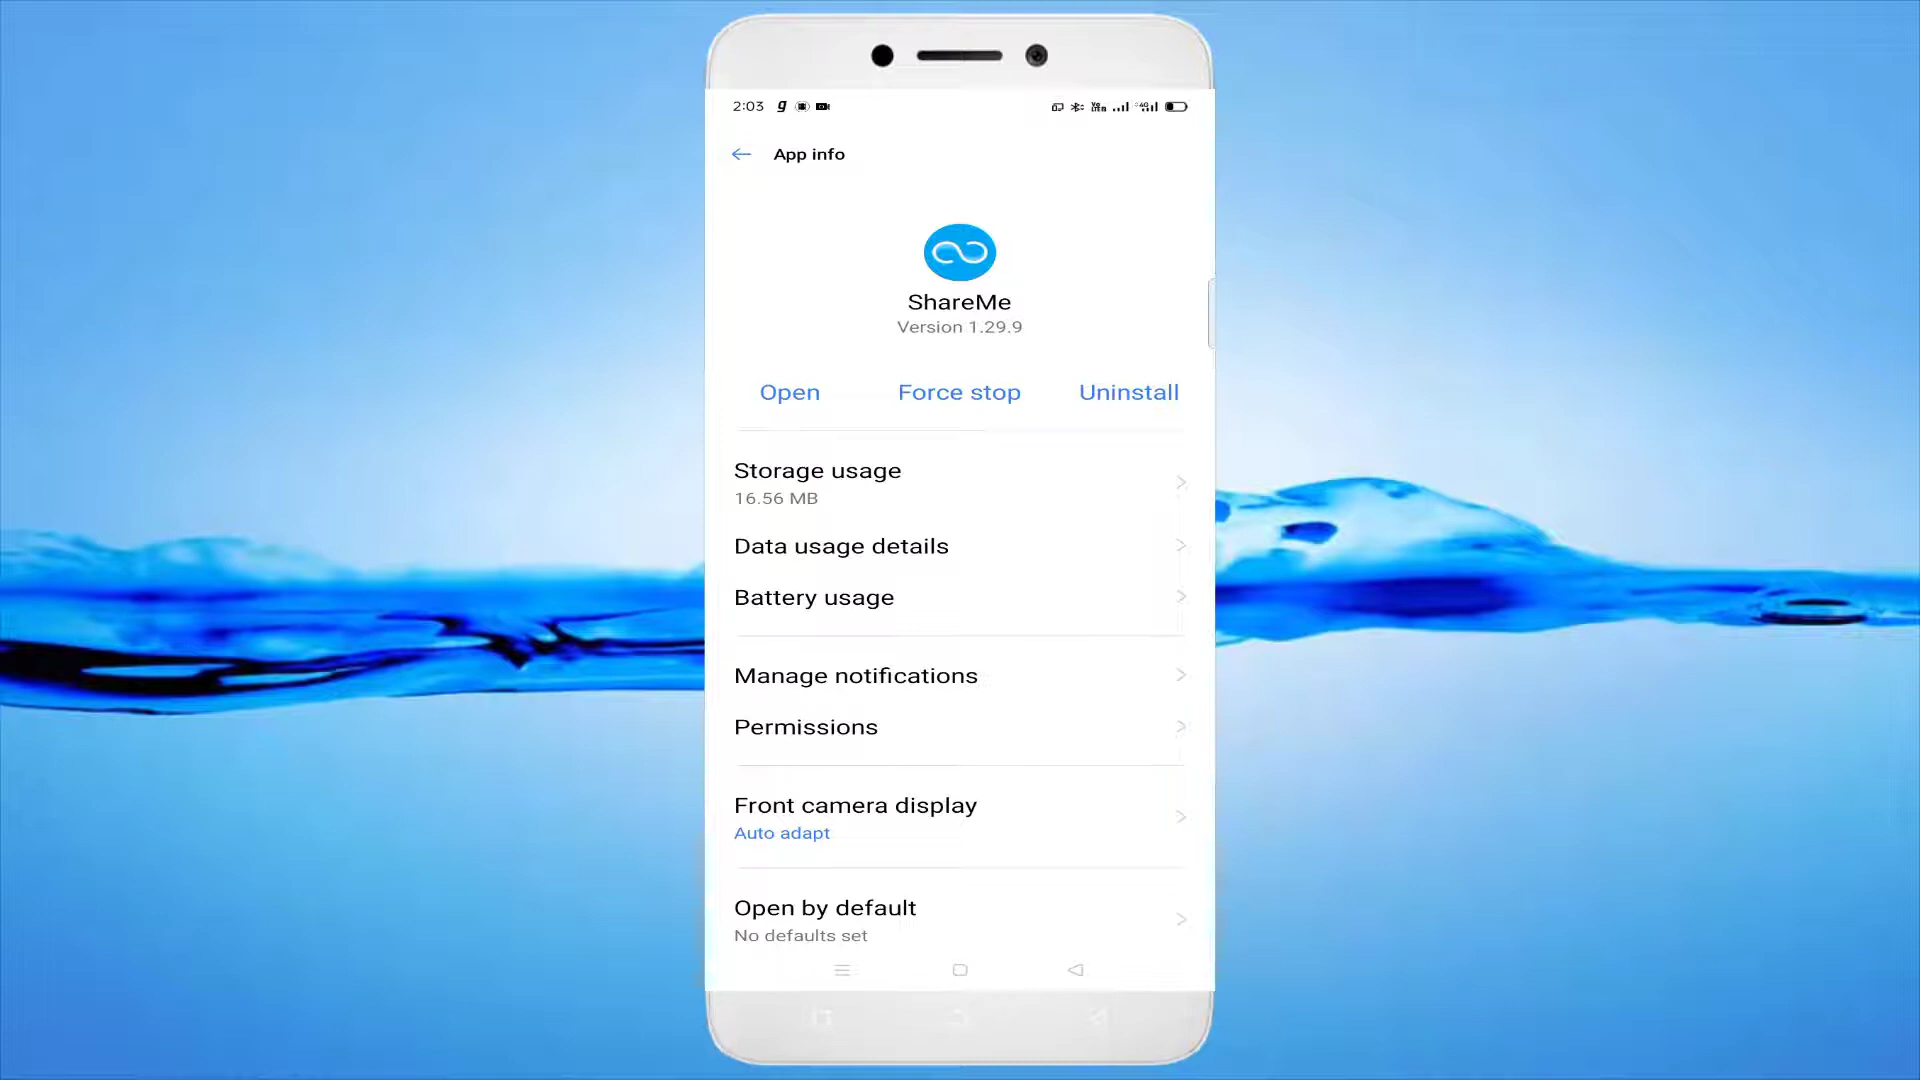 2:03
App info
ShareMe
Version 1.29.9
Open Force stop Uninstall
Storage usage
16.56 MB
Data usage details
Battery usage
Manage notifications
Permissions
Front camera display
Auto adapt
Open by default
No defaults set